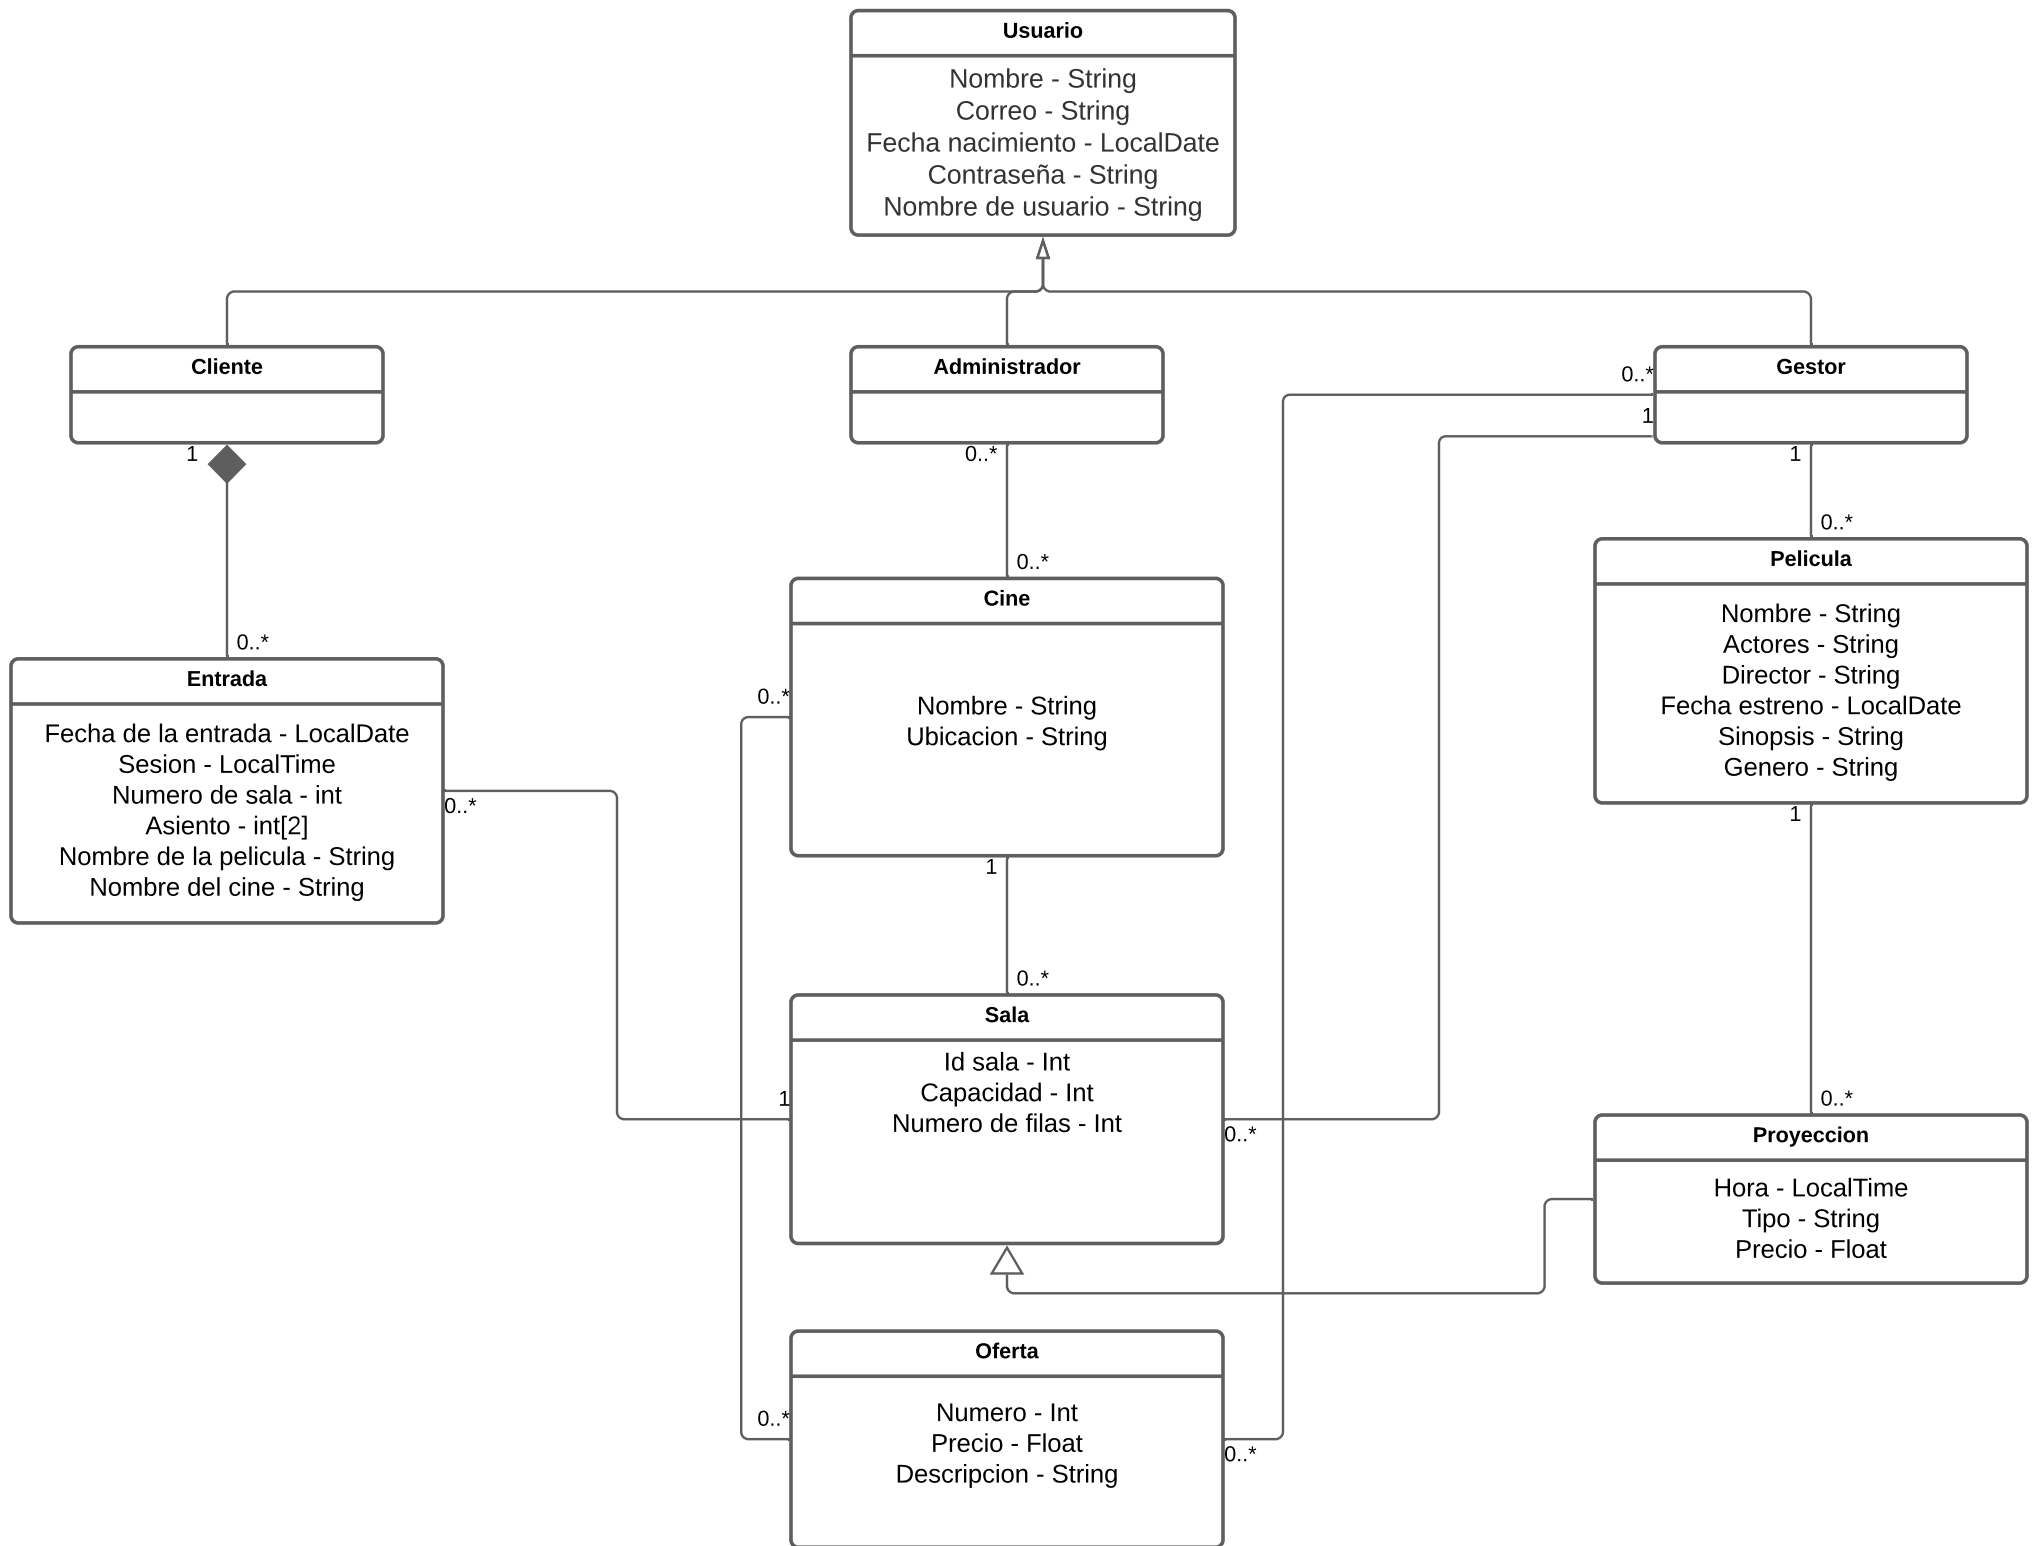 Usuario
Nombre - String
Correo - String
Fecha nacimiento - LocalDate
Contraseña - String
Nombre de usuario - String
Cliente
Administrador
Gestor
0..*
1
1
0..*
1
0..*
0..*
Pelicula
Nombre - String
Actores - String
Director - String
Fecha estreno - LocalDate
Sinopsis - String
Genero - String
1
Cine
Nombre - String
Ubicacion - String
0..*
1
0..*
Entrada
Fecha de la entrada - LocalDate
Sesion - LocalTime
Numero de sala - int
Asiento - int[2]
Nombre de la pelicula - String
Nombre del cine - String
0..*
0..*
Sala
Id sala - Int
Capacidad - Int
Numero de filas - Int
1
0..*
0..*
Proyeccion
Hora - LocalTime
Tipo - String
Precio - Float
Oferta
Numero - Int
Precio - Float
Descripcion - String
0..*
0..*